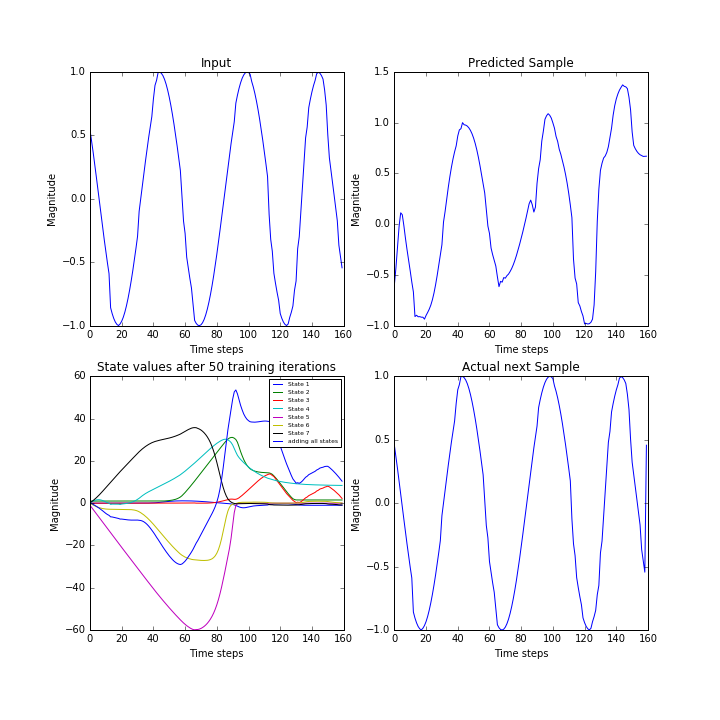 Input
Magnitude
1.0
0.5
0.0
−0.5
−1.0
0 20 40 60 80 100 120 140 160
Time steps
Predicted Sample
Magnitude
1.5
1.0
0.5
0.0
−0.5
−1.0
0 20 40 60 80 100 120 140 160
Time steps
State values after 50 training iterations
Magnitude
60
40
20
0
−20
−40
−60
0 20 40 60 80 100 120 140 160
Time steps
State 1
State 2
State 3
State 4
State 5
State 6
State 7
adding all states
Actual next Sample
Magnitude
1.0
0.5
0.0
−0.5
−1.0
0 20 40 60 80 100 120 140 160
Time steps